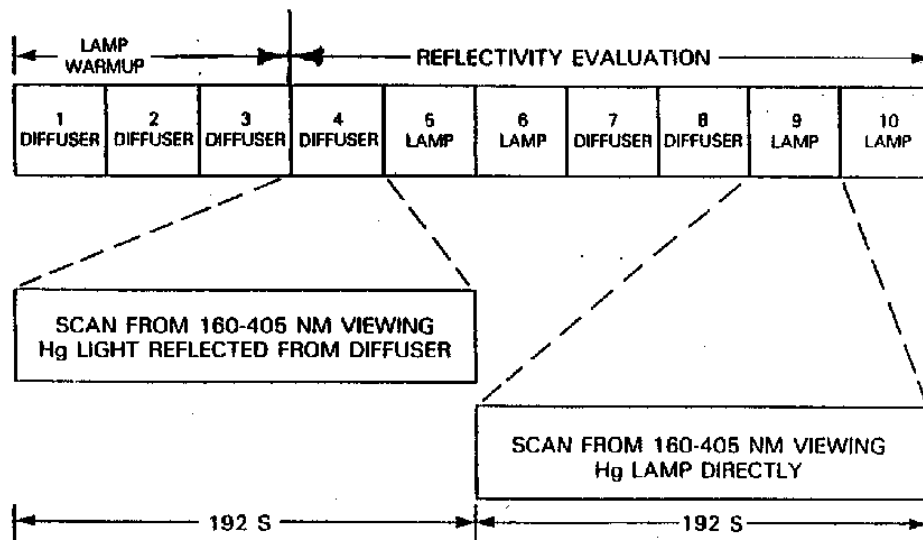 LAMP
WARMUP
REFLECTIVITY EVALUATION
1 2 3 4 5 6 7 8 9 10
DIFFUSER DIFFUSER DIFFUSER DIFFUSER LAMP LAMP DIFFUSER DIFFUSER LAMP LAMP
SCAN FROM 160-405 NM VIEWING
Hg LIGHT REFLECTED FROM DIFFUSER
SCAN FROM 160-405 NM VIEWING
Hg LAMP DIRECTLY
192 S 192 S